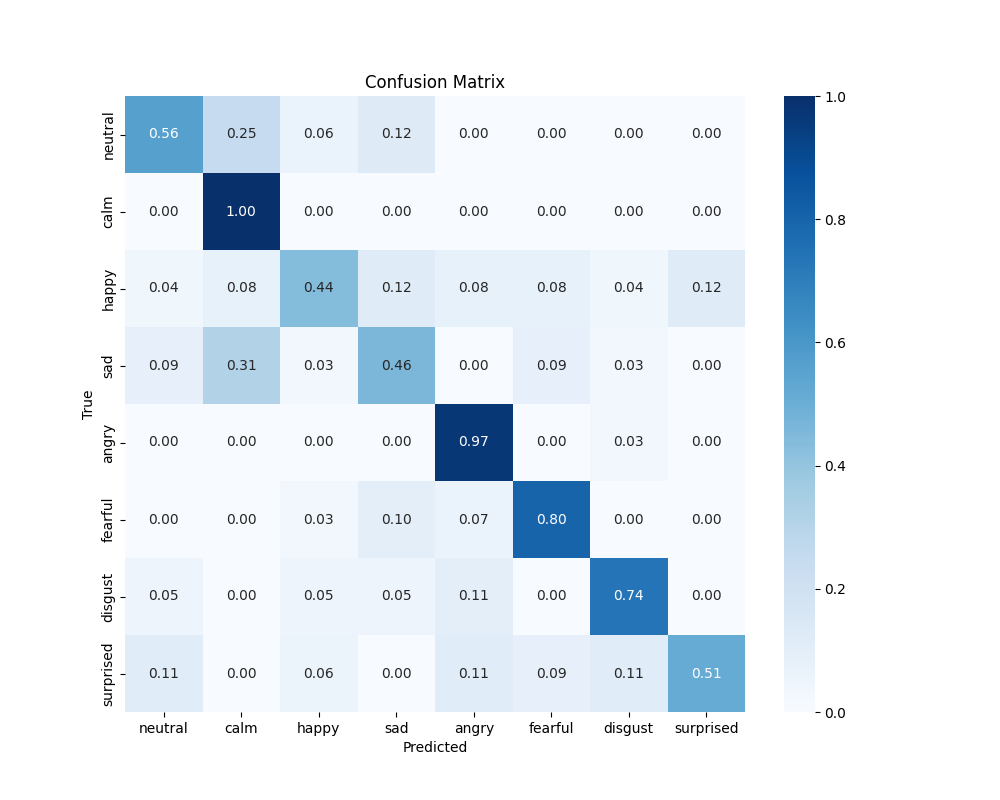 Confusion Matrix
neutral 0.56 0.25 0.06 0.12 0.00 0.00 0.00 0.00
calm 0.00 1.00 0.00 0.00 0.00 0.00 0.00 0.00
happy 0.04 0.08 0.44 0.12 0.08 0.08 0.04 0.12
sad 0.09 0.31 0.03 0.46 0.00 0.09 0.03 0.00
angry 0.00 0.00 0.00 0.00 0.97 0.00 0.03 0.00
fearful 0.00 0.00 0.03 0.10 0.07 0.80 0.00 0.00
disgust 0.05 0.00 0.05 0.05 0.11 0.00 0.74 0.00
surprised 0.11 0.00 0.06 0.00 0.11 0.09 0.11 0.51
True
neutral calm happy sad angry fearful disgust surprised
Predicted
1.0
0.8
0.6
0.4
0.2
0.0